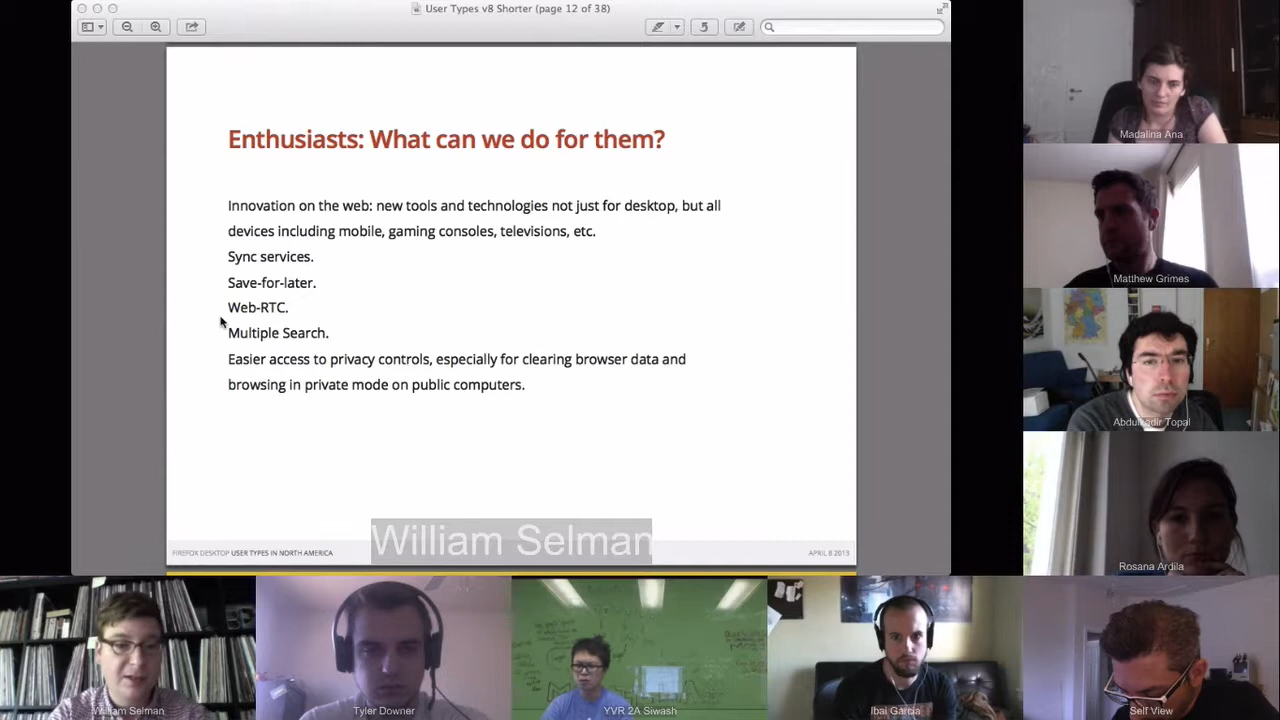 User Types v8 Shorter (page 12 of 38)
Enthusiasts: What can we do for them?
Innovation on the web: new tools and technologies not just for desktop, but all
devices including mobile, gaming consoles, televisions, etc.
Sync services.
Save-for-later.
Web-RTC.
Multiple Search.
Easier access to privacy controls, especially for clearing browser data and
browsing in private mode on public computers.
William Selman
FIREFOX DESKTOP USER TYPES IN NORTH AMERICA
APRIL 8 2013
Madalina Ana
Matthew Grimes
Abdulkadir Topal
Rosana Ardila
William Selman
Tyler Downer
YVR 2A Siwash
Ibai Garcia
Self View